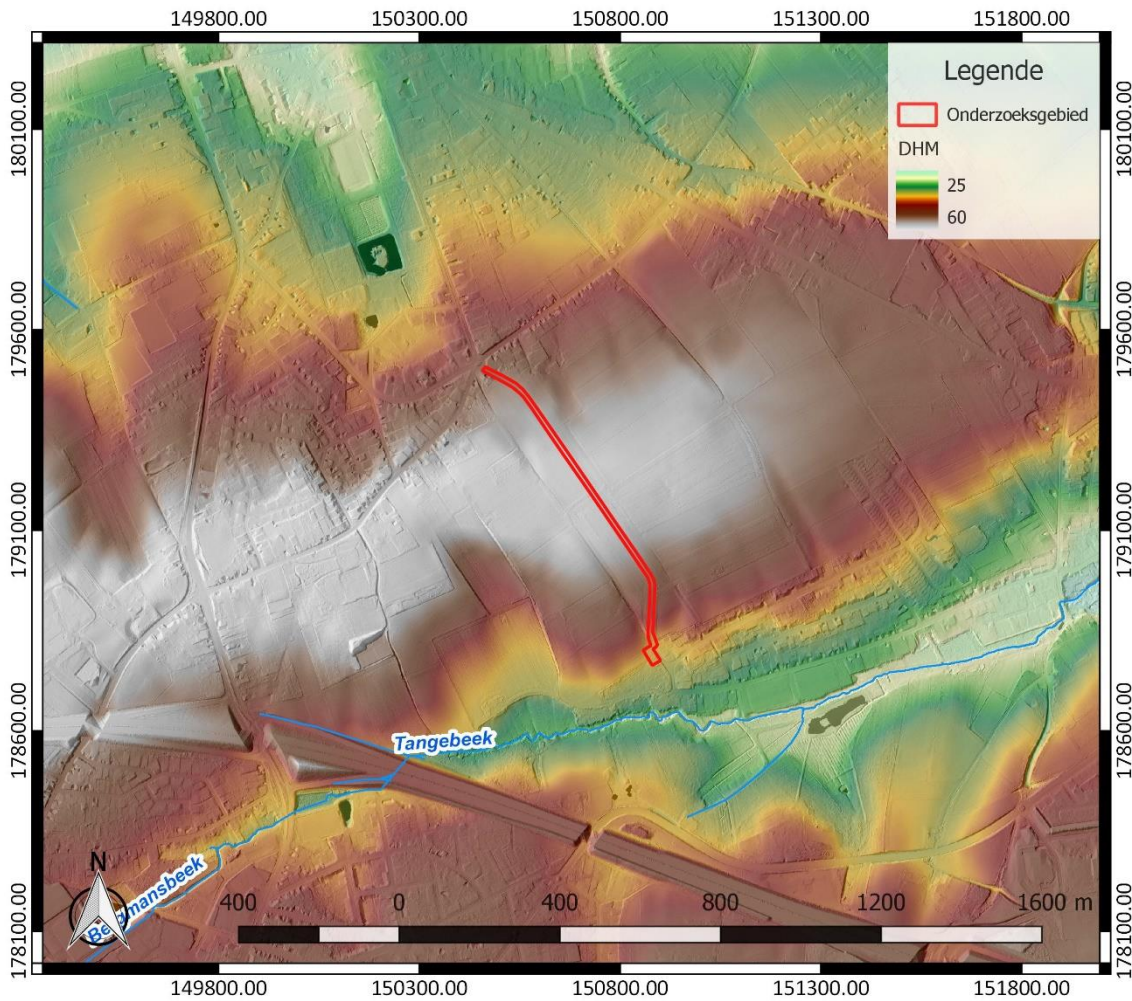 149800.00 150300.00 150800.00 151300.00 151800.00
180100.00 180100.00
179600.00 179600.00
179100.00 179100.00
178600.00 178600.00
178100.00 178100.00
Legende
Onderzoeksgebied
DHM
25
60
Tangebeek
Bergmansbeek
N
400 0 400 800 1200 1600 m
149800.00 150300.00 150800.00 151300.00 151800.00